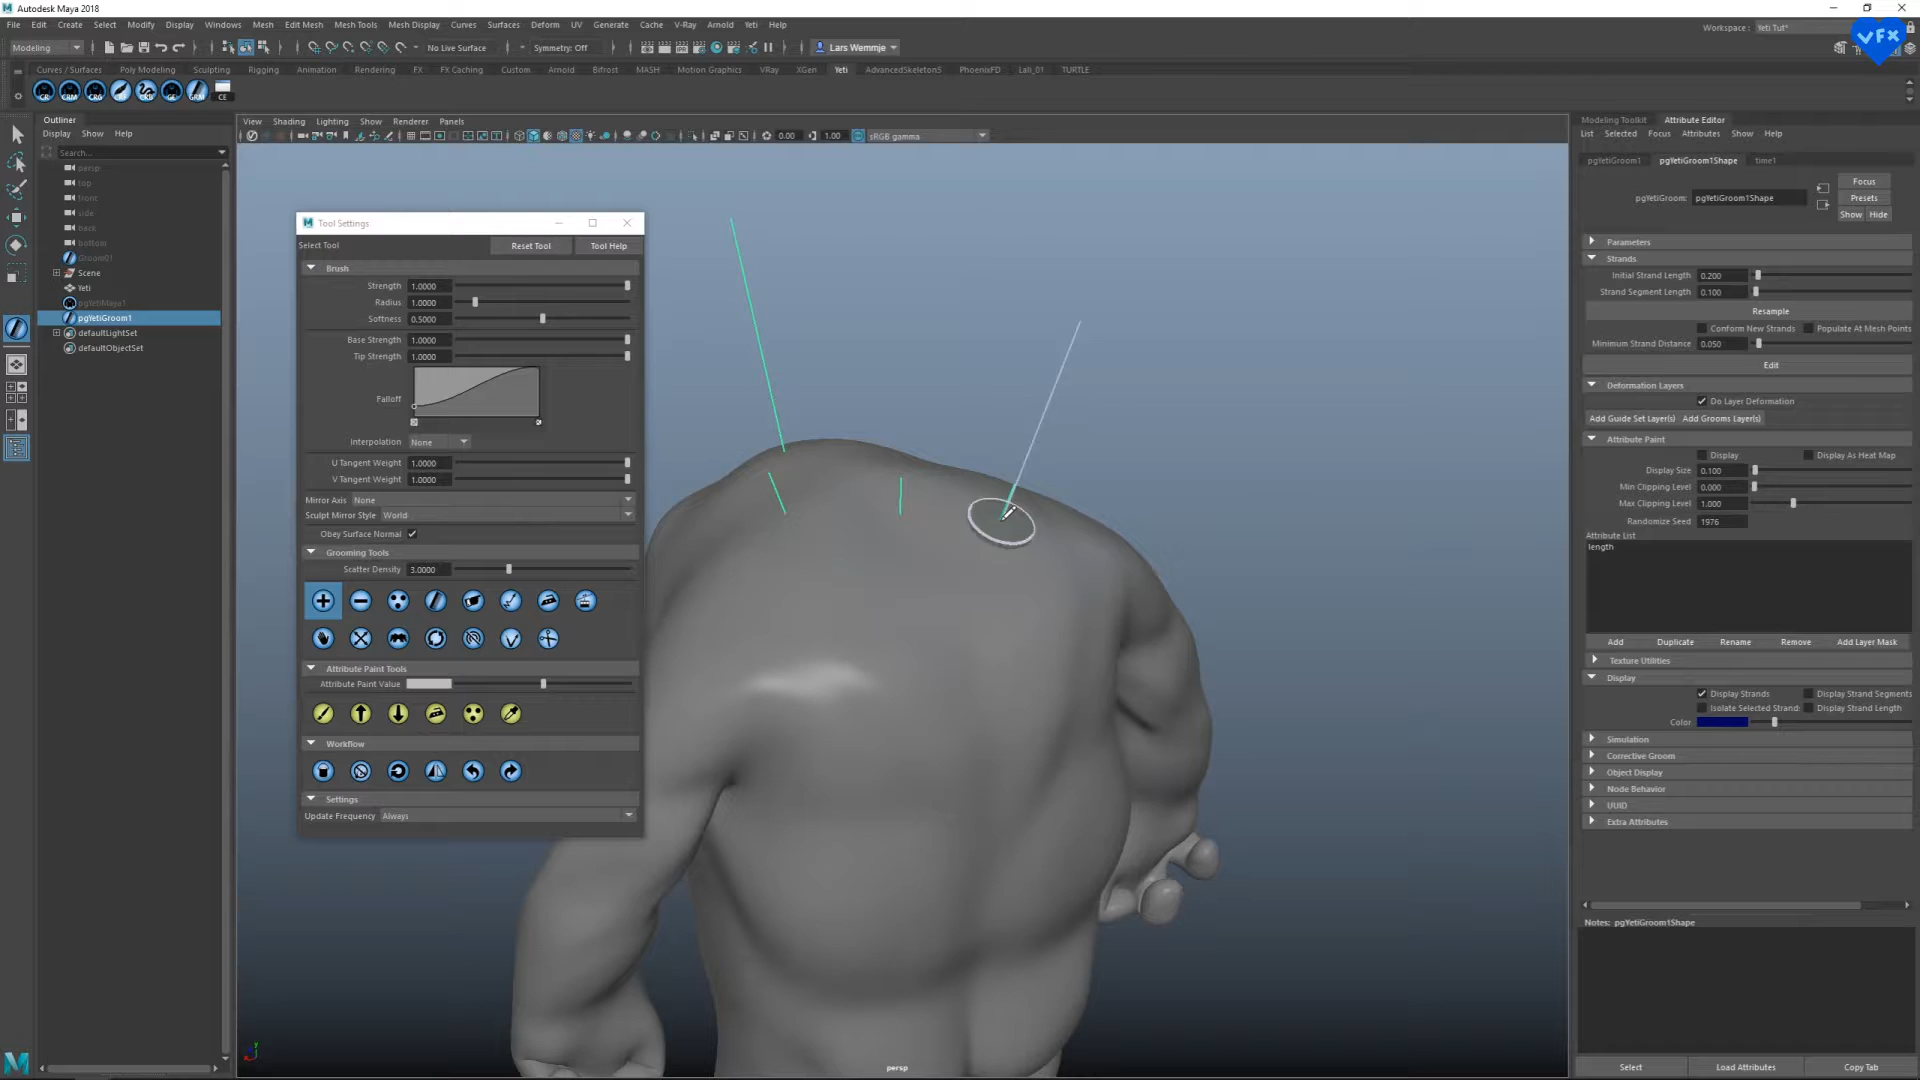 Autodesk Maya 2018
File Edit Create Select Modify Display Windows Mesh Edit Mesh Mesh Tools Mesh Display Curves Surfaces Deform UV Generate Cache V-Ray Arnold Yeti Help
Workspace: Yeti Tut*
VFX
Modeling No Live Surface Symmetry: Off Lars Wemmje
Curves / Surfaces Poly Modeling Sculpting Rigging Animation Rendering FX FX Caching Custom Arnold Bifrost MASH Motion Graphics VRay XGen Yeti AdvancedSkeleton5 PhoenixFD Lali_01 TURTLE
CR CRM CRG GRM CE
Outliner
Display Show Help
Search...
persp
top
front
side
back
bottom
Groom01
Scene
Yeti
pgYetiMaya1
pgYetiGroom1
defaultLightSet
defaultObjectSet
View Shading Lighting Show Renderer Panels
0.00 1.00 sRGB gamma
Tool Settings
Select Tool Reset Tool Tool Help
Brush
Strength 1.0000
Radius 1.0000
Softness 0.5000
Base Strength 1.0000
Tip Strength 1.0000
Falloff
Interpolation None
U Tangent Weight 1.0000
V Tangent Weight 1.0000
Mirror Axis None
Sculpt Mirror Style World
Obey Surface Normal
Grooming Tools
Scatter Density 3.0000
Attribute Paint Tools
Attribute Paint Value
Workflow
Settings
Update Frequency Always
persp
Modeling Toolkit Attribute Editor
List Selected Focus Attributes Show Help
pgYetiGroom1 pgYetiGroom1Shape time1
Focus
pgYetiGroom: pgYetiGroom1Shape Presets
Show Hide
Parameters
Strands
Initial Strand Length 0.200
Strand Segment Length 0.100
Resample
Conform New Strands Populate At Mesh Points
Minimum Strand Distance 0.050
Edit
Deformation Layers
Do Layer Deformation
Add Guide Set Layer(s) Add Grooms Layer(s)
Attribute Paint
Display Display As Heat Map
Display Size 0.100
Min Clipping Level 0.000
Max Clipping Level 1.000
Randomize Seed 1976
Attribute List
length
Add Duplicate Rename Remove Add Layer Mask
Texture Utilities
Display
Display Strands Display Strand Segments
Isolate Selected Strand: Display Strand Length
Color
Simulation
Corrective Groom
Object Display
Node Behavior
UUID
Extra Attributes
Notes: pgYetiGroom1Shape
Select Load Attributes Copy Tab